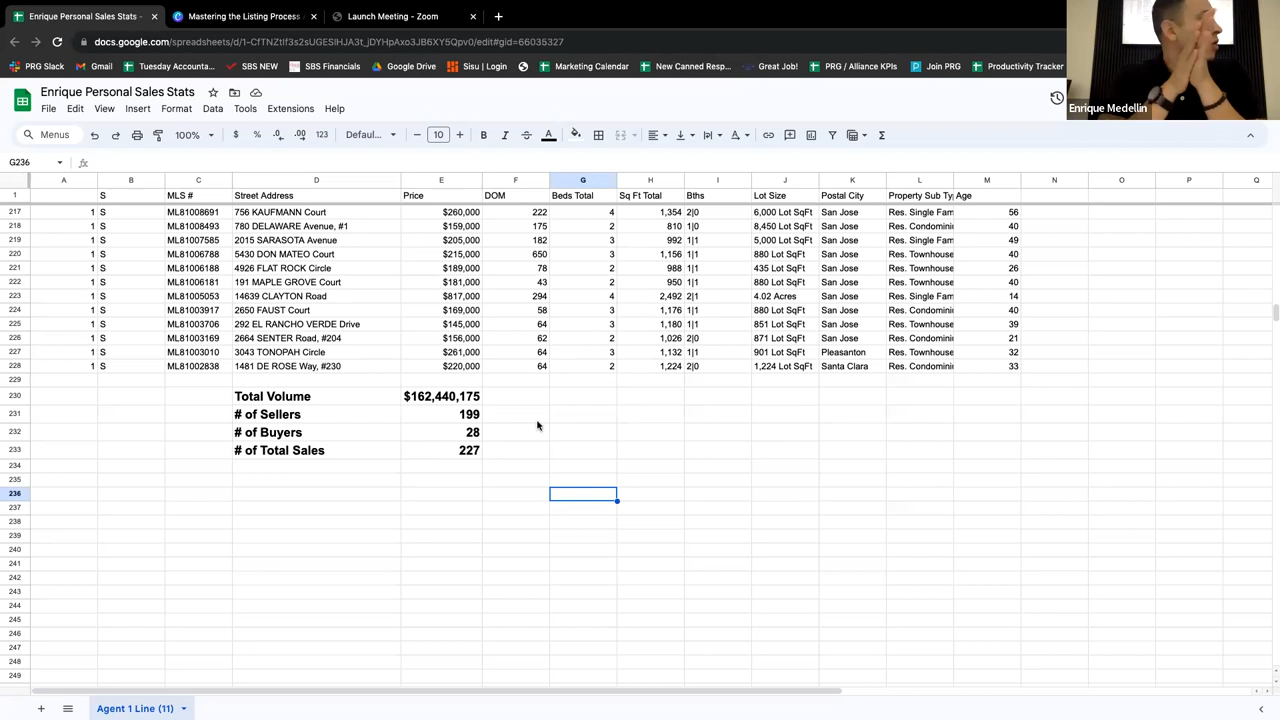 Enrique Personal Sales Stats -
Mastering the Listing Process
Launch Meeting - Zoom
docs.google.com/spreadsheets/d/1-CfTNZtIf3s2sUGESIHJA3t_jDYHpAxo3JB6XY5Qpv0/edit#gid=66035327
PRG Slack Gmail Tuesday Accounta... SBS NEW SBS Financials Google Drive Sisu | Login Marketing Calendar New Canned Resp... Great Job! PRG / Alliance KPIs Join PRG Productivity Tracker
Enrique Medellin
Enrique Personal Sales Stats
File Edit View Insert Format Data Tools Extensions Help
Menus 100% $ % .0 .00 123 Defaul... 10 B I A
G236
A B C D E F G H I J K L M N O P Q
1 S MLS # Street Address Price DOM Beds Total Sq Ft Total Bths Lot Size Postal City Property Sub Ty Age
217 1 S ML81008691 756 KAUFMANN Court $260,000 222 4 1,354 2|0 6,000 Lot SqFt San Jose Res. Single Fam 56
218 1 S ML81008493 780 DELAWARE Avenue, #1 $159,000 175 2 810 1|0 8,450 Lot SqFt San Jose Res. Condomini 40
219 1 S ML81007585 2015 SARASOTA Avenue $205,000 182 3 992 1|1 5,000 Lot SqFt San Jose Res. Single Fam 49
220 1 S ML81006788 5430 DON MATEO Court $215,000 650 3 1,156 1|1 880 Lot SqFt San Jose Res. Townhouse 40
221 1 S ML81006188 4926 FLAT ROCK Circle $189,000 78 2 988 1|1 435 Lot SqFt San Jose Res. Townhouse 26
222 1 S ML81006181 191 MAPLE GROVE Court $181,000 43 2 950 1|1 880 Lot SqFt San Jose Res. Townhouse 40
223 1 S ML81005053 14639 CLAYTON Road $817,000 294 4 2,492 2|1 4.02 Acres San Jose Res. Single Fam 14
224 1 S ML81003917 2650 FAUST Court $169,000 58 3 1,176 1|1 880 Lot SqFt San Jose Res. Condomini 40
225 1 S ML81003706 292 EL RANCHO VERDE Drive $145,000 64 3 1,180 1|1 851 Lot SqFt San Jose Res. Townhouse 39
226 1 S ML81003169 2664 SENTER Road, #204 $156,000 62 2 1,026 2|0 871 Lot SqFt San Jose Res. Condomini 21
227 1 S ML81003010 3043 TONOPAH Circle $261,000 64 3 1,132 1|1 901 Lot SqFt Pleasanton Res. Townhouse 32
228 1 S ML81002838 1481 DE ROSE Way, #230 $220,000 64 2 1,224 2|0 1,224 Lot SqFt Santa Clara Res. Condomini 33
229
230 Total Volume $162,440,175
231 # of Sellers 199
232 # of Buyers 28
233 # of Total Sales 227
234
235
236
237
238
239
240
241
242
243
244
245
246
247
248
249
Agent 1 Line (11)